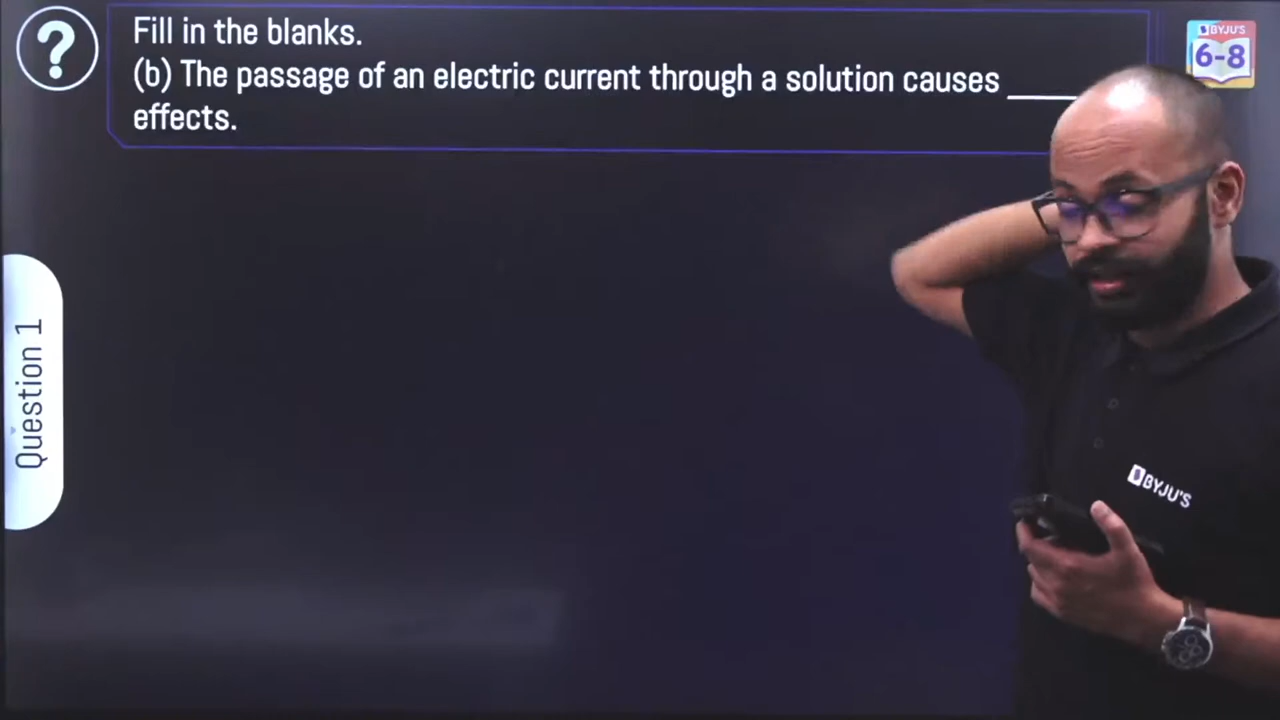 Fill in the blanks.
(b) The passage of an electric current through a solution causes _____
effects.
BYJU'S
6-8
Question 1
BYJU'S